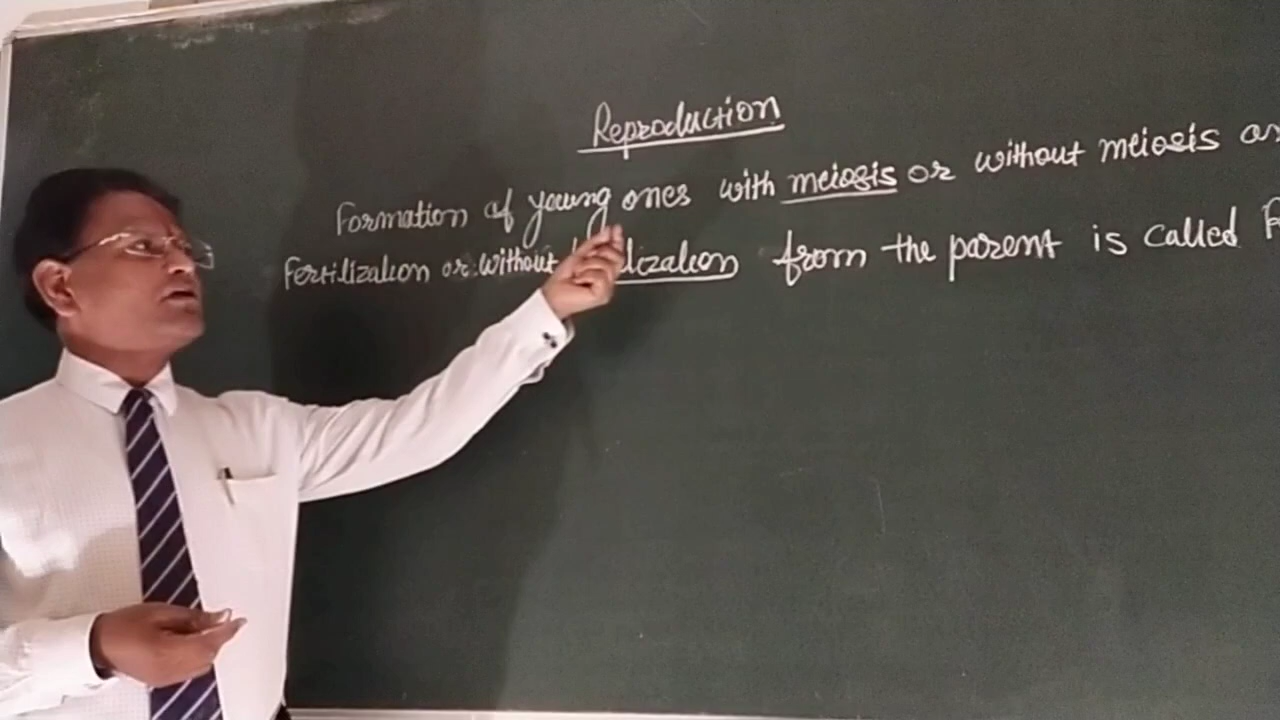 Reproduction
Formation of young ones with meiosis or without meiosis
Fertilization or without from the parent is called